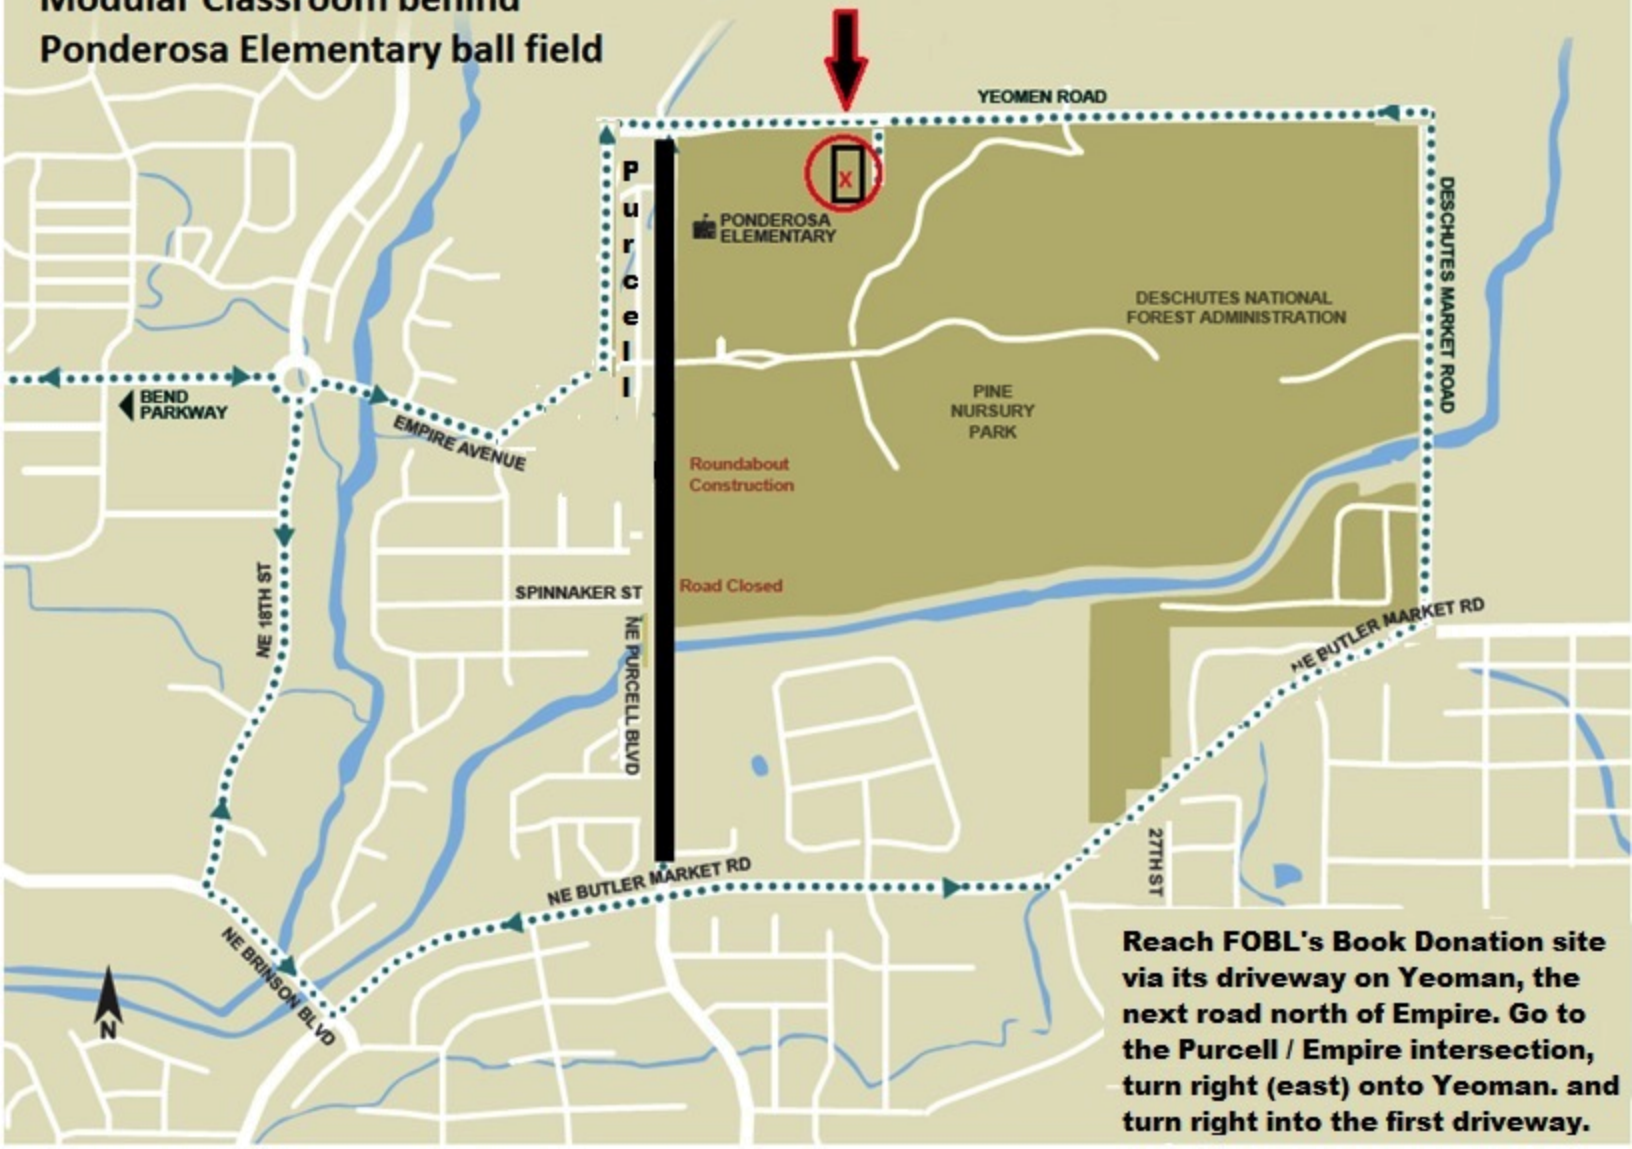 Modular Classroom behind
Ponderosa Elementary ball field
YEOMEN ROAD
Purcell
X
PONDEROSA
ELEMENTARY
DESCHUTES MARKET ROAD
DESCHUTES NATIONAL
FOREST ADMINISTRATION
BEND
PARKWAY
EMPIRE AVENUE
PINE
NURSURY
PARK
Roundabout
Construction
NE 18TH ST
SPINNAKER ST
Road Closed
NE PURCELL BLVD
NE BUTLER MARKET RD
27TH ST
NE BUTLER MARKET RD
NE BRINSON BLVD
N
Reach FOBL's Book Donation site
via its driveway on Yeoman, the
next road north of Empire. Go to
the Purcell / Empire intersection,
turn right (east) onto Yeoman. and
turn right into the first driveway.